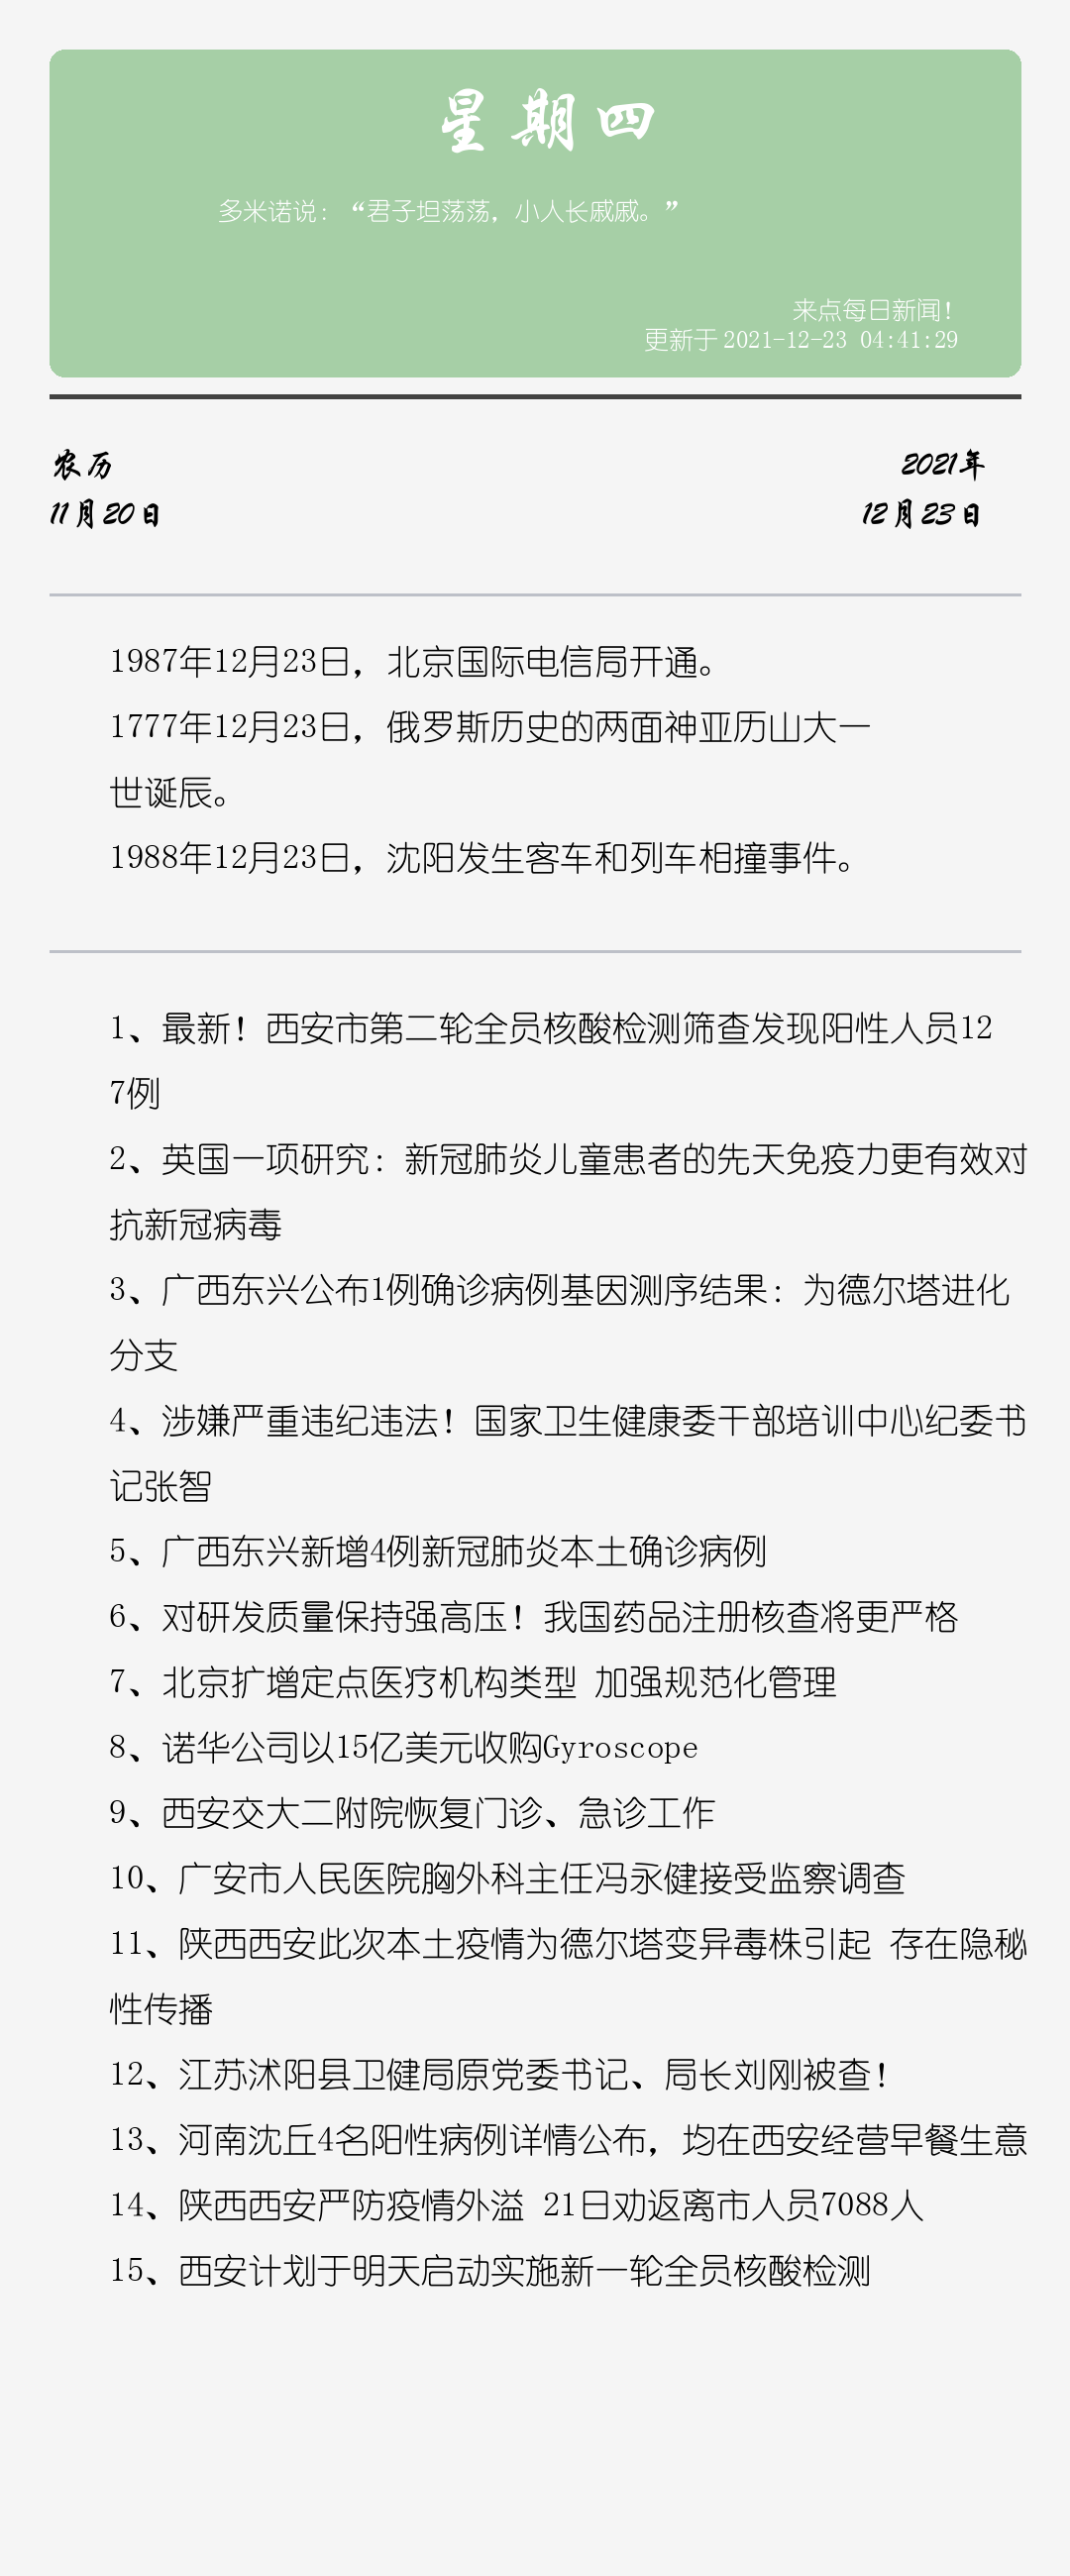 星期四
多米诺说：“君子坦荡荡，小人长戚戚。”
来点每日新闻！
更新于 2021-12-23 04:41:29
农历
11月20日
2021年
12月23日
1987年12月23日，北京国际电信局开通。
1777年12月23日，俄罗斯历史的两面神亚历山大一
世诞辰。
1988年12月23日，沈阳发生客车和列车相撞事件。
1、最新！西安市第二轮全员核酸检测筛查发现阳性人员12
7例
2、英国一项研究：新冠肺炎儿童患者的先天免疫力更有效对
抗新冠病毒
3、广西东兴公布1例确诊病例基因测序结果：为德尔塔进化
分支
4、涉嫌严重违纪违法！国家卫生健康委干部培训中心纪委书
记张智
5、广西东兴新增4例新冠肺炎本土确诊病例
6、对研发质量保持强高压！我国药品注册核查将更严格
7、北京扩增定点医疗机构类型 加强规范化管理
8、诺华公司以15亿美元收购Gyroscope
9、西安交大二附院恢复门诊、急诊工作
10、广安市人民医院胸外科主任冯永健接受监察调查
11、陕西西安此次本土疫情为德尔塔变异毒株引起 存在隐秘
性传播
12、江苏沭阳县卫健局原党委书记、局长刘刚被查！
13、河南沈丘4名阳性病例详情公布，均在西安经营早餐生意
14、陕西西安严防疫情外溢 21日劝返离市人员7088人
15、西安计划于明天启动实施新一轮全员核酸检测